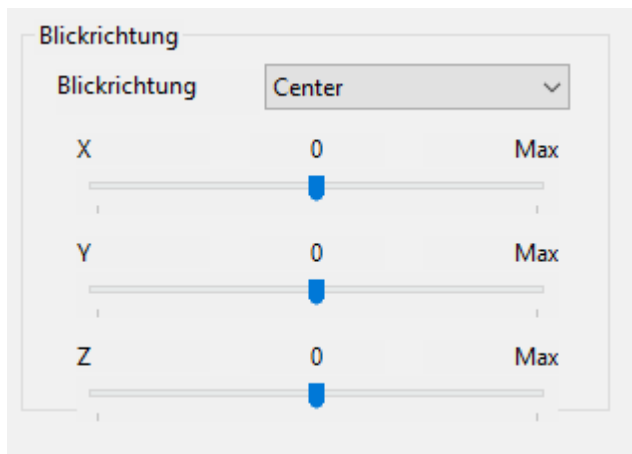 Blickrichtung
Blickrichtung Center
X 0 Max
Y 0 Max
Z 0 Max